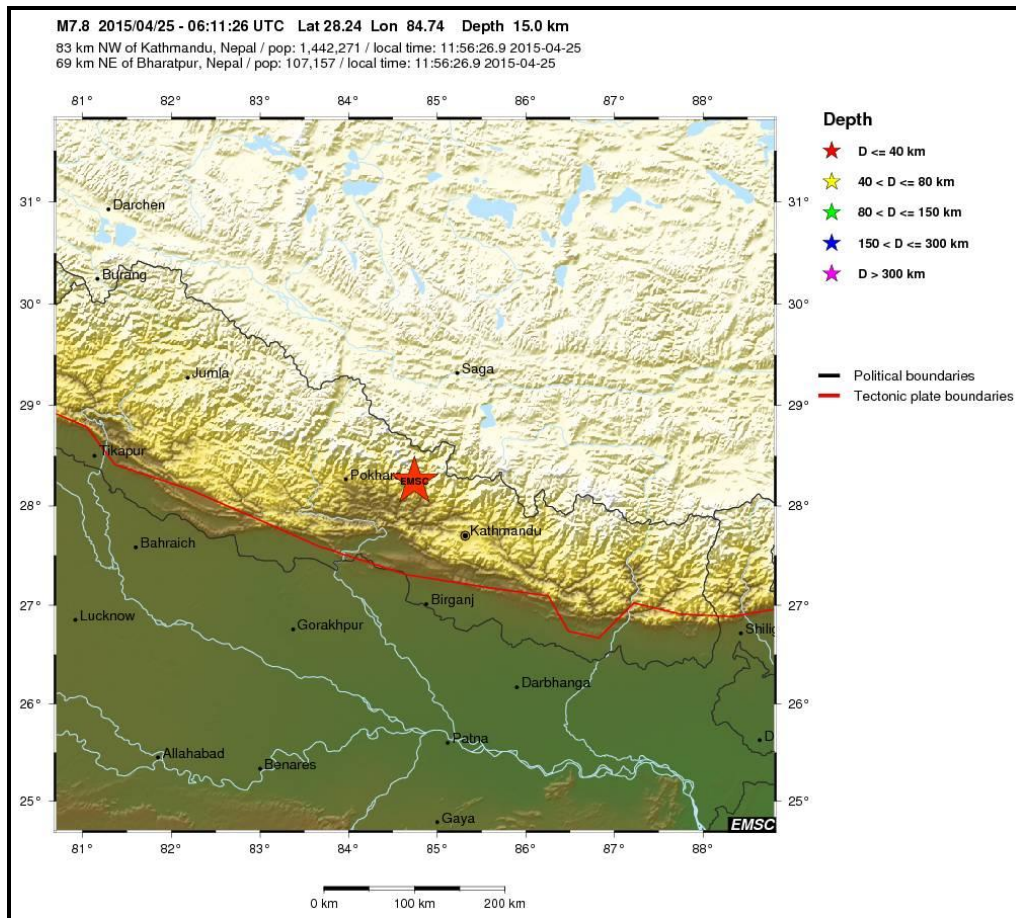 M7.8 2015/04/25 - 06:11:26 UTC Lat 28.24 Lon 84.74 Depth 15.0 km
83 km NW of Kathmandu, Nepal / pop: 1,442,271 / local time: 11:56:26.9 2015-04-25
69 km NE of Bharatpur, Nepal / pop: 107,157 / local time: 11:56:26.9 2015-04-25
81° 82° 83° 84° 85° 86° 87° 88°
Depth
D <= 40 km
40 < D <= 80 km
80 < D <= 150 km
150 < D <= 300 km
D > 300 km
Political boundaries
Tectonic plate boundaries
31° 31°
Darchen
Burang
30° 30°
Jumla
Saga
29° 29°
Tikapur
Pokhar
EMSC
28° 28°
Kathmandu
Bahraich
27° 27°
Birganj
Lucknow
Gorakhpur
Shilig
Darbhanga
26° 26°
Patna
D
Allahabad
Benares
25° 25°
Gaya
EMSC
81° 82° 83° 84° 85° 86° 87° 88°
0 km 100 km 200 km